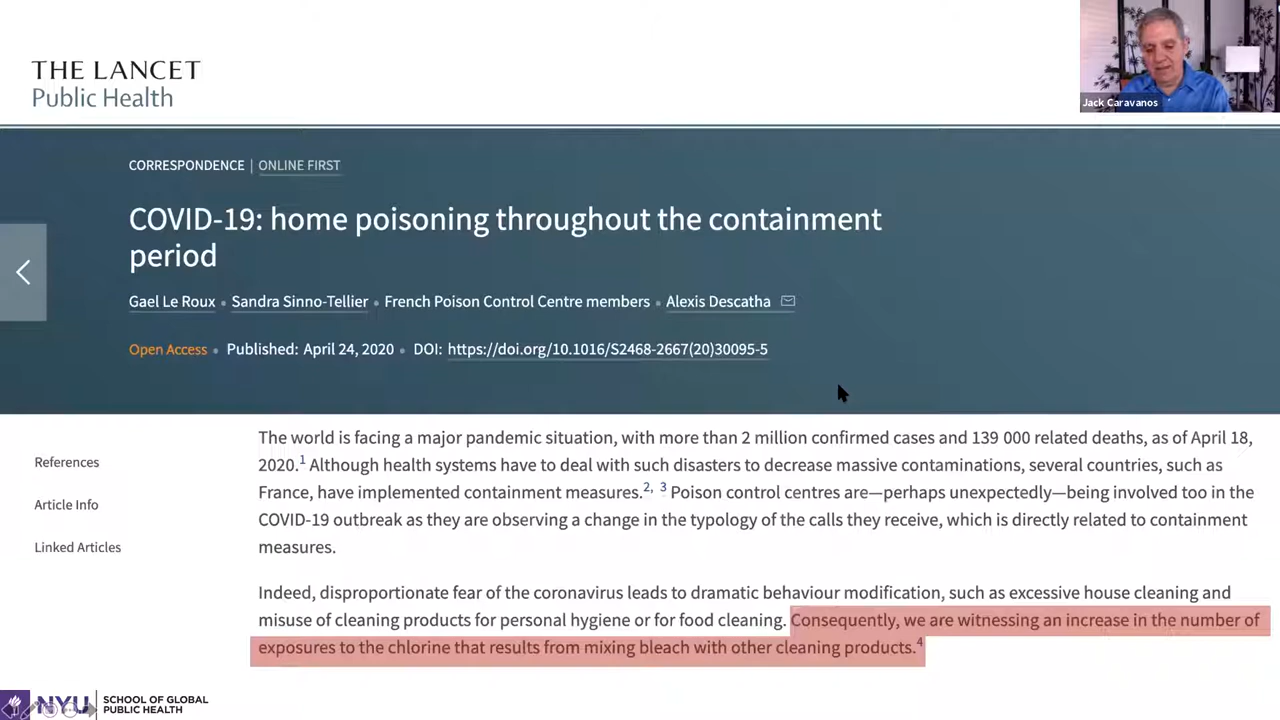 THE LANCET
Public Health
Jack Caravanos
CORRESPONDENCE | ONLINE FIRST
COVID-19: home poisoning throughout the containment
period
Gael Le Roux • Sandra Sinno-Tellier • French Poison Control Centre members • Alexis Descatha
Open Access • Published: April 24, 2020 • DOI: https://doi.org/10.1016/S2468-2667(20)30095-5
References
Article Info
Linked Articles
The world is facing a major pandemic situation, with more than 2 million confirmed cases and 139 000 related deaths, as of April 18,
2020.1 Although health systems have to deal with such disasters to decrease massive contaminations, several countries, such as
France, have implemented containment measures.2, 3 Poison control centres are—perhaps unexpectedly—being involved too in the
COVID-19 outbreak as they are observing a change in the typology of the calls they receive, which is directly related to containment
measures.
Indeed, disproportionate fear of the coronavirus leads to dramatic behaviour modification, such as excessive house cleaning and
misuse of cleaning products for personal hygiene or for food cleaning. Consequently, we are witnessing an increase in the number of
exposures to the chlorine that results from mixing bleach with other cleaning products.4
NYU
SCHOOL OF GLOBAL
PUBLIC HEALTH